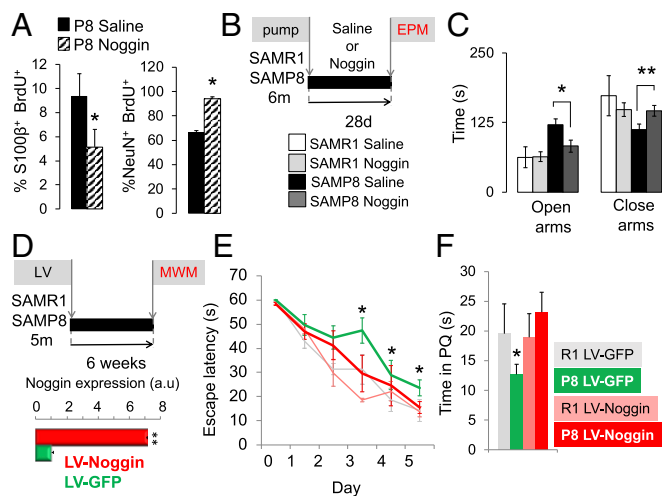 A
P8 Saline
P8 Noggin
% S100β⁺ BrdU⁺
12
10
8
6
4
2
0
*
%NeuN⁺ BrdU⁺
140
120
100
80
60
40
20
0
*
B
pump
Saline
or
Noggin
EPM
SAMR1
SAMP8
6m
28d
SAMR1 Saline
SAMR1 Noggin
SAMP8 Saline
SAMP8 Noggin
C
Time (s)
250
125
0
*
**
Open
arms
Close
arms
D
LV
MWM
SAMR1
SAMP8
5m
6 weeks
Noggin expression (a.u)
0 2 4 6 8
**
LV-Noggin
LV-GFP
E
Escape latency (s)
70
60
50
40
30
20
10
0
* * *
0 1 2 3 4 5
Day
F
Time in PQ (s)
30
25
20
15
10
5
0
*
R1 LV-GFP
P8 LV-GFP
R1 LV-Noggin
P8 LV-Noggin